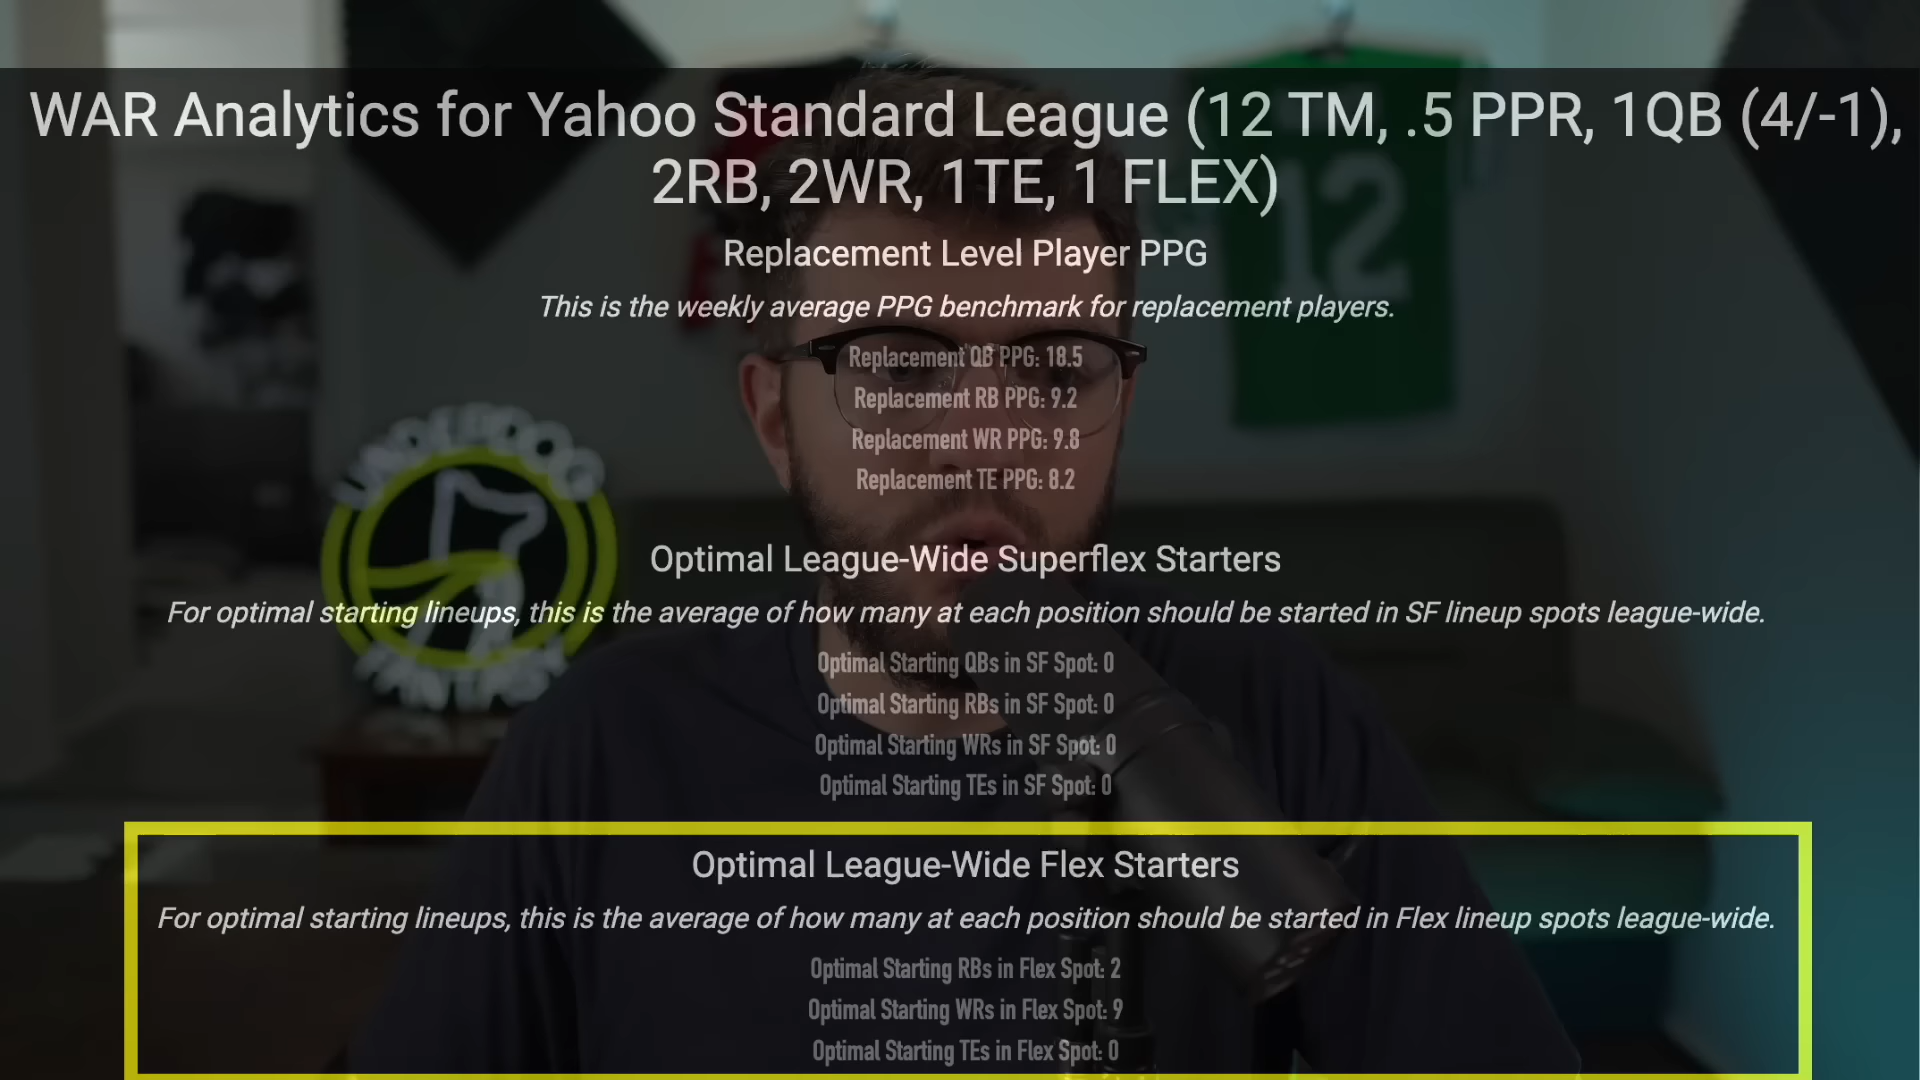 WAR Analytics for Yahoo Standard League (12 TM, .5 PPR, 1QB (4/-1),
2RB, 2WR, 1TE, 1 FLEX)
Replacement Level Player PPG
This is the weekly average PPG benchmark for replacement players.
Replacement QB PPG: 18.5
Replacement RB PPG: 9.2
Replacement WR PPG: 9.8
Replacement TE PPG: 8.2
12
UNDERDOG
FANTASY
Optimal League-Wide Superflex Starters
For optimal starting lineups, this is the average of how many at each position should be started in SF lineup spots league-wide.
Optimal Starting QBs in SF Spot: 0
Optimal Starting RBs in SF Spot: 0
Optimal Starting WRs in SF Spot: 0
Optimal Starting TEs in SF Spot: 0
Optimal League-Wide Flex Starters
For optimal starting lineups, this is the average of how many at each position should be started in Flex lineup spots league-wide.
Optimal Starting RBs in Flex Spot: 2
Optimal Starting WRs in Flex Spot: 9
Optimal Starting TEs in Flex Spot: 0